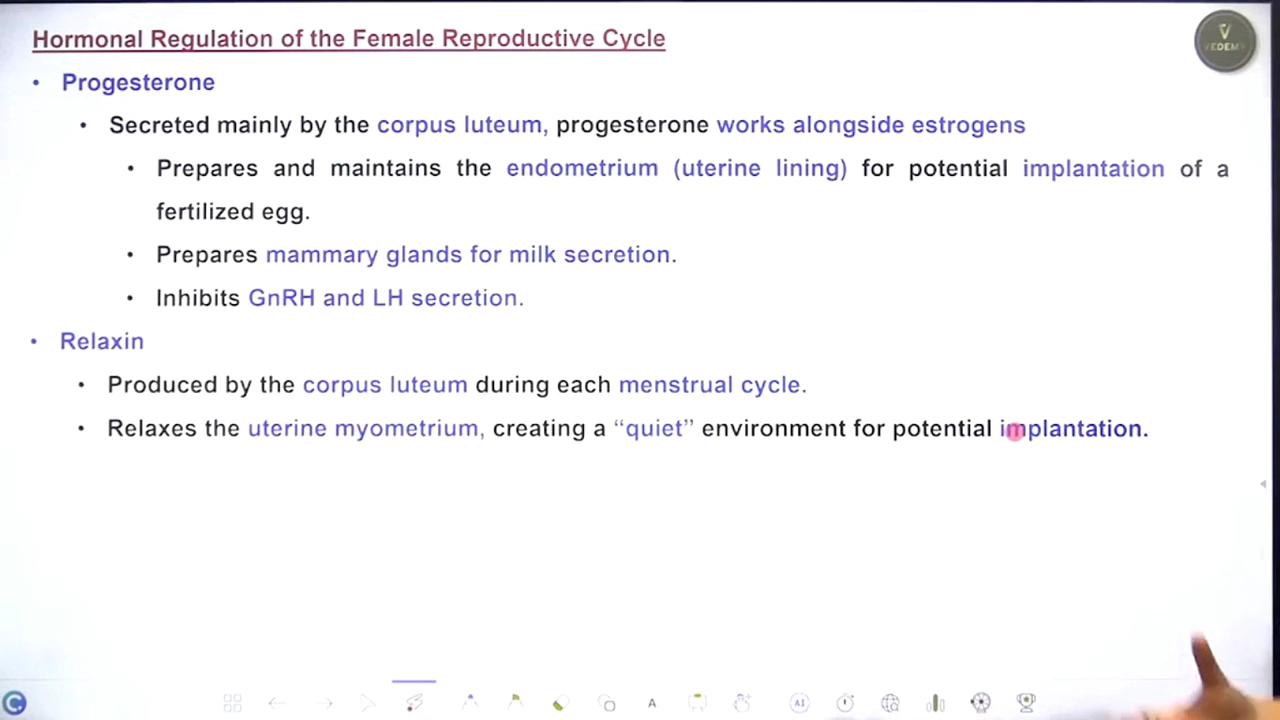 Hormonal Regulation of the Female Reproductive Cycle
VEDEMY
• Progesterone
• Secreted mainly by the corpus luteum, progesterone works alongside estrogens
• Prepares and maintains the endometrium (uterine lining) for potential implantation of a
fertilized egg.
• Prepares mammary glands for milk secretion.
• Inhibits GnRH and LH secretion.
• Relaxin
• Produced by the corpus luteum during each menstrual cycle.
• Relaxes the uterine myometrium, creating a “quiet” environment for potential implantation.
A
AI